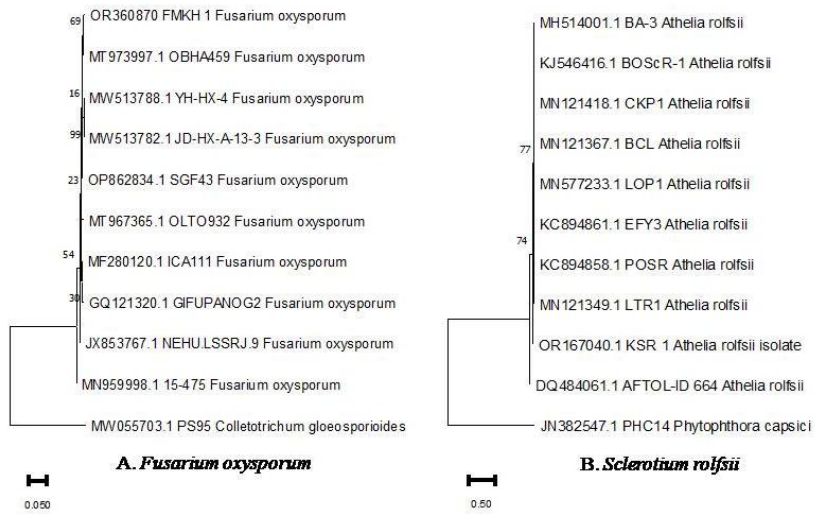 69
OR360870 FMKH 1 Fusarium oxysporum
MT973997.1 OBHA459 Fusarium oxysporum
16
MW513788.1 YH-HX-4 Fusarium oxysporum
99
MW513782.1 JD-HX-A-13-3 Fusarium oxysporum
23
OP862834.1 SGF43 Fusarium oxysporum
MT967365.1 OLTO932 Fusarium oxysporum
54
MF280120.1 ICA111 Fusarium oxysporum
30
GQ121320.1 GIFUPANOG2 Fusarium oxysporum
JX853767.1 NEHU.LSSRJ.9 Fusarium oxysporum
MN959998.1 15-475 Fusarium oxysporum
MW055703.1 PS95 Colletotrichum gloeosporioides
A. Fusarium oxysporum
0.050
MH514001.1 BA-3 Athelia rolfsii
KJ546416.1 BOScR-1 Athelia rolfsii
MN121418.1 CKP1 Athelia rolfsii
77
MN121367.1 BCL Athelia rolfsii
MN577233.1 LOP1 Athelia rolfsii
KC894861.1 EFY3 Athelia rolfsii
74
KC894858.1 POSR Athelia rolfsii
MN121349.1 LTR1 Athelia rolfsii
OR167040.1 KSR 1 Athelia rolfsii isolate
DQ484061.1 AFTOL-ID 664 Athelia rolfsii
JN382547.1 PHC14 Phytophthora capsici
B. Sclerotium rolfsii
0.50